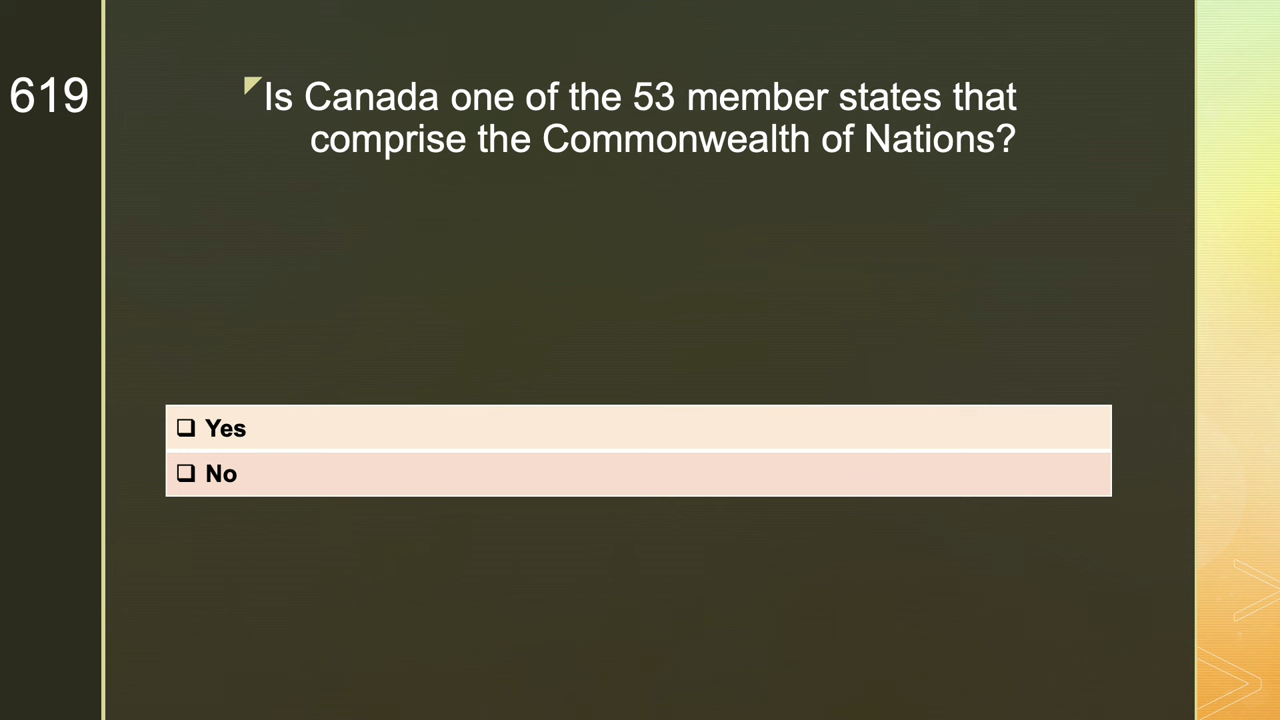 619
Is Canada one of the 53 member states that
comprise the Commonwealth of Nations?
❑ Yes
❑ No